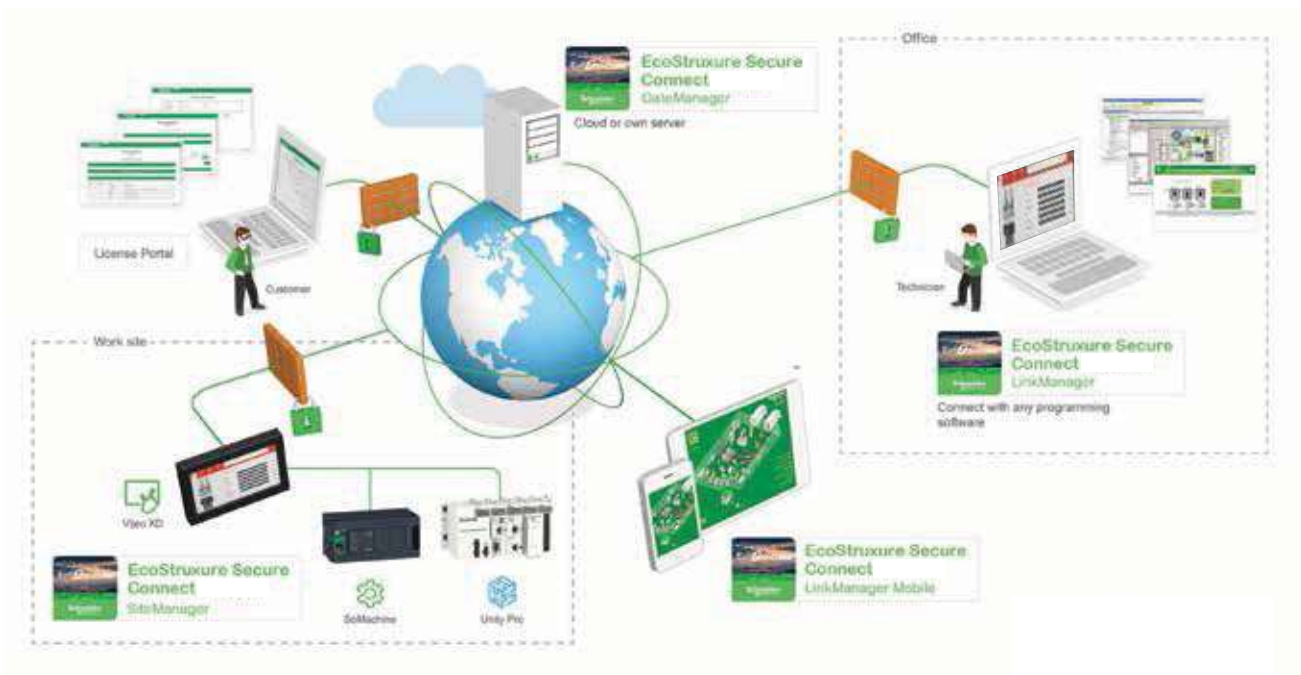 EcoStruxure Secure
Connect
GateManager
Cloud or own server
Office
License Portal
Customer
Technician
EcoStruxure Secure
Connect
LinkManager
Connect with any programming
software
Work site
Vijeo XD
EcoStruxure Secure
Connect
SiteManager
SoMachine
Unity Pro
EcoStruxure Secure
Connect
LinkManager Mobile